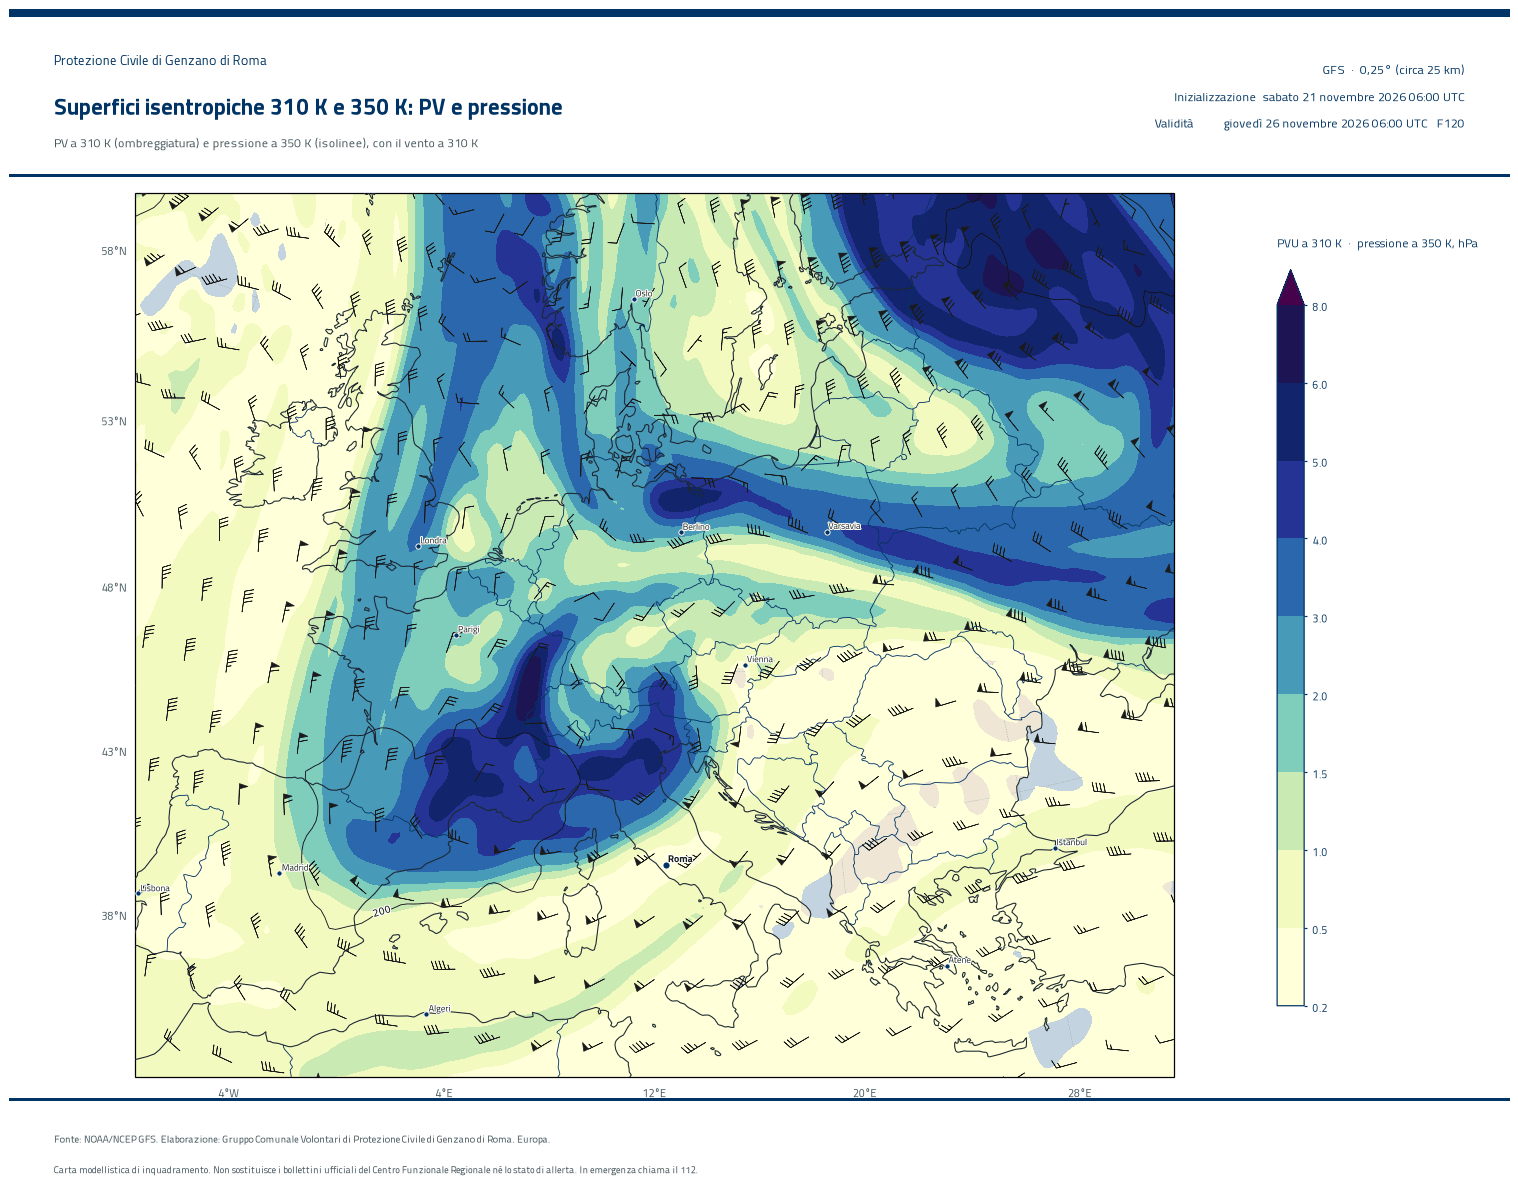 Protezione Civile di Genzano di Roma
Superfici isentropiche 310 K e 350 K: PV e pressione
PV a 310 K (ombreggiatura) e pressione a 350 K (isolinee), con il vento a 310 K
GFS · 0,25° (circa 25 km)
Inizializzazione sabato 21 novembre 2026 06:00 UTC
Validità giovedì 26 novembre 2026 06:00 UTC F120
PVU a 310 K · pressione a 350 K, hPa
8.0
6.0
5.0
4.0
3.0
2.0
1.5
1.0
0.5
0.2
58°N
53°N
48°N
43°N
38°N
4°W
4°E
12°E
20°E
28°E
Oslo
Londra
Berlino
Varsavia
Parigi
Vienna
Roma
Madrid
Lisbona
Istanbul
Atene
Algeri
200
Fonte: NOAA/NCEP GFS. Elaborazione: Gruppo Comunale Volontari di Protezione Civile di Genzano di Roma. Europa.
Carta modellistica di inquadramento. Non sostituisce i bollettini ufficiali del Centro Funzionale Regionale né lo stato di allerta. In emergenza chiama il 112.